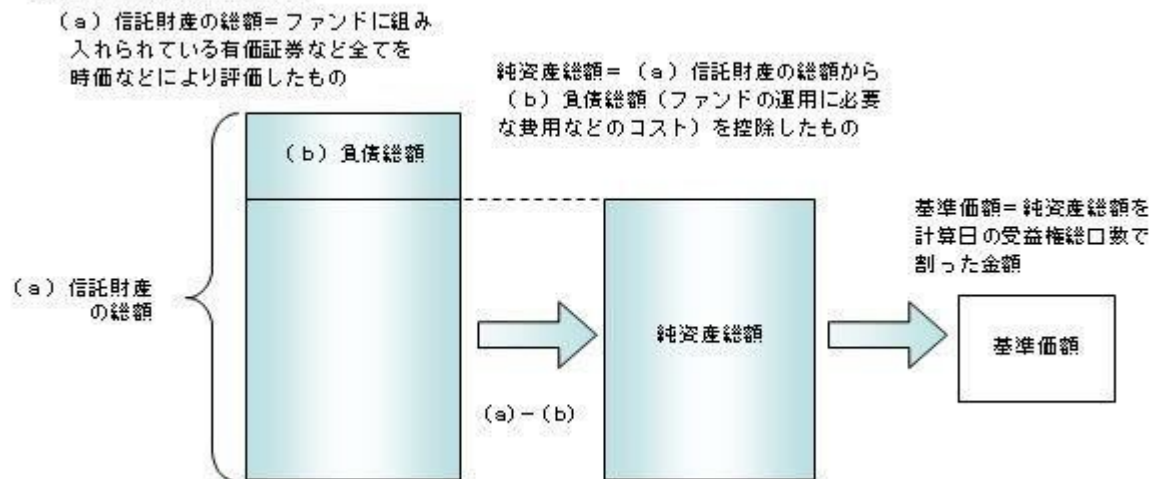 (a)信託財産の総額=ファンドに組み
入れられている有価証券など全てを
時価などにより評価したもの
純資産総額=(a)信託財産の総額から
(b)負債総額(ファンドの運用に必要
な費用などのコスト)を控除したもの
(b)負債総額
基準価額=純資産総額を
計算日の受益権総口数で
割った金額
(a)信託財産
の総額
純資産総額
基準価額
(a)-(b)